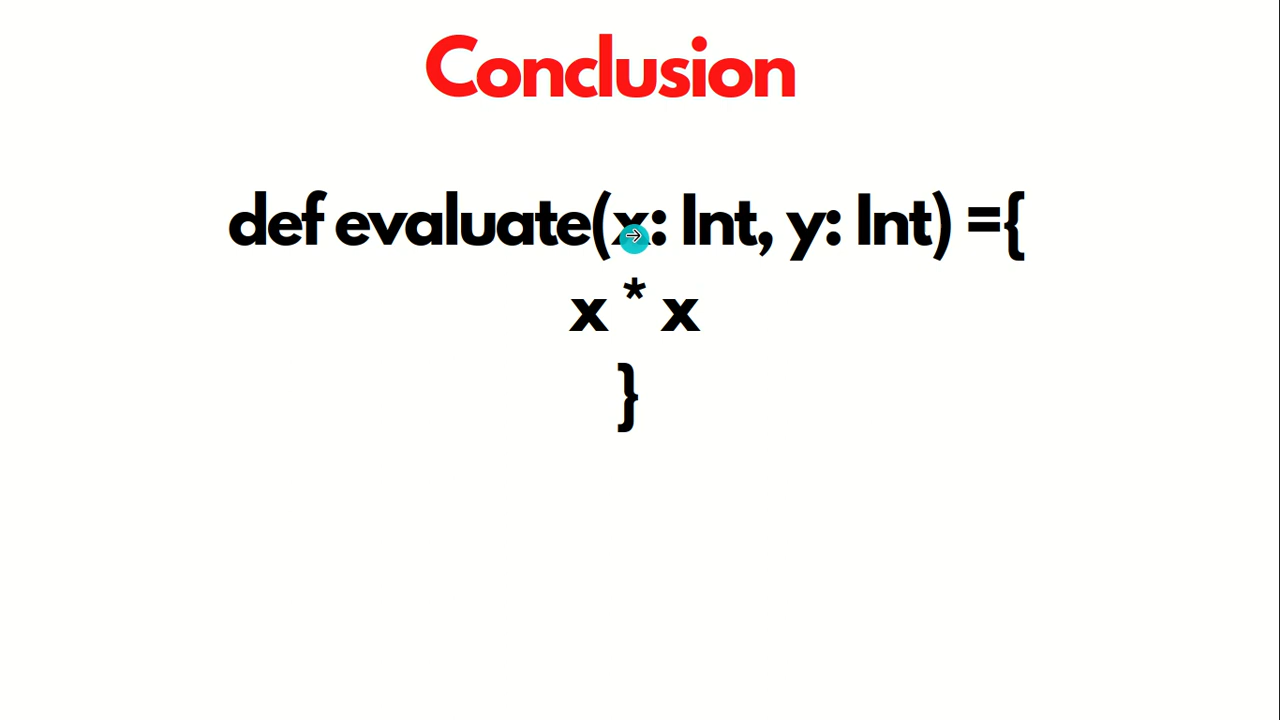 Conclusion
def evaluate(x: Int, y: Int) ={
x * x
}